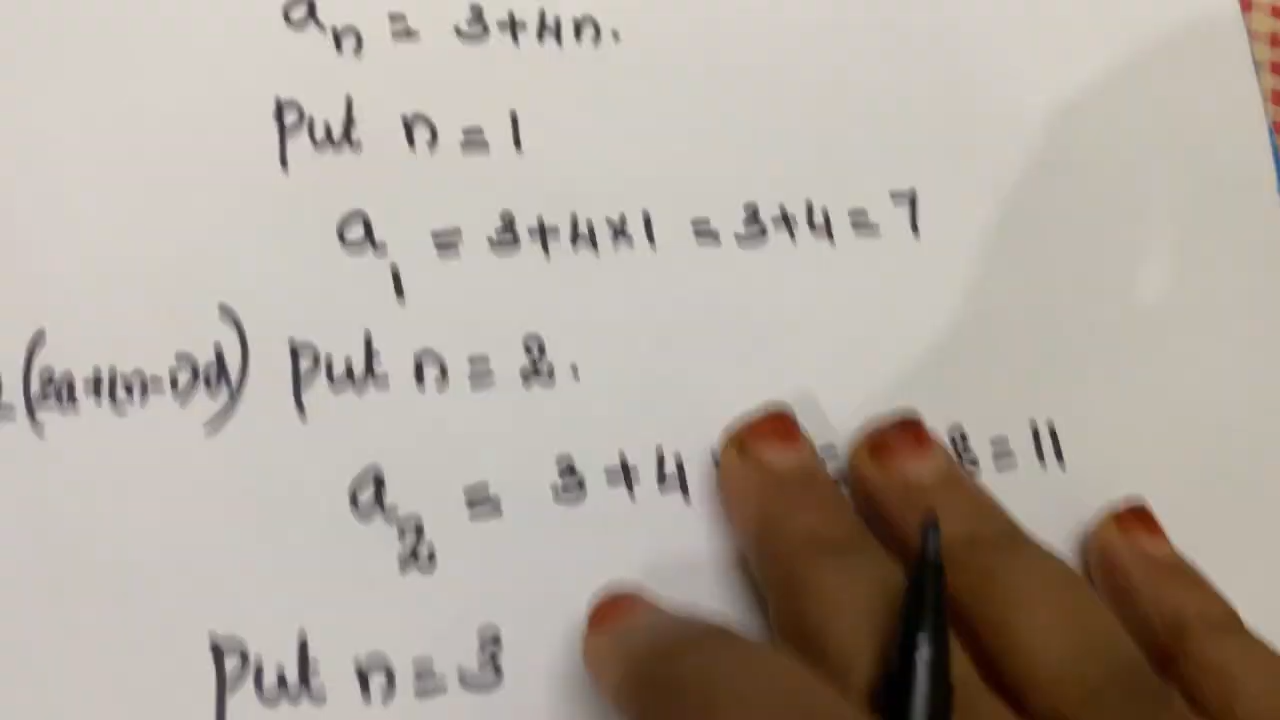 an = 3+4n.
put n = 1
a1 = 3+4×1 = 3+4 = 7
(2a+(n-1)d) put n = 2.
a2 = 3+4 = 8 = 11
put n = 3